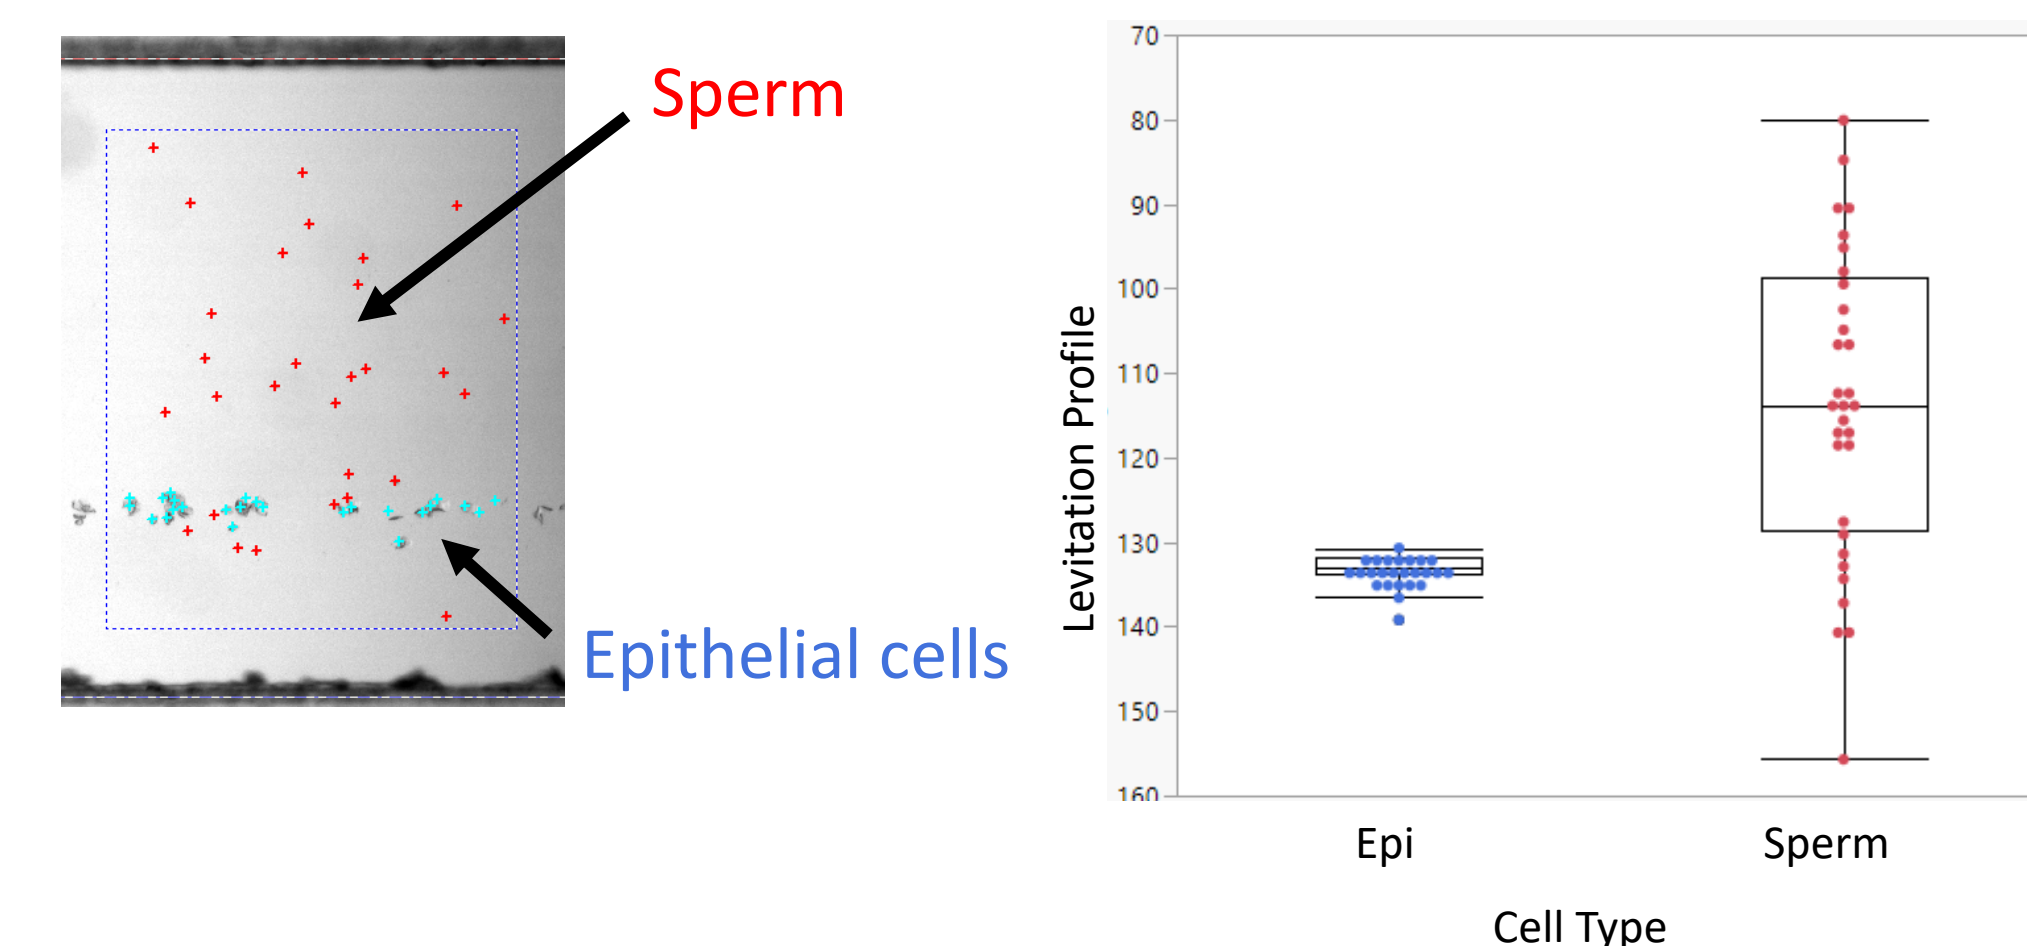 Sperm
Epithelial cells
Levitation Profile
70
80
90
100
110
120
130
140
150
160
Epi
Sperm
Cell Type